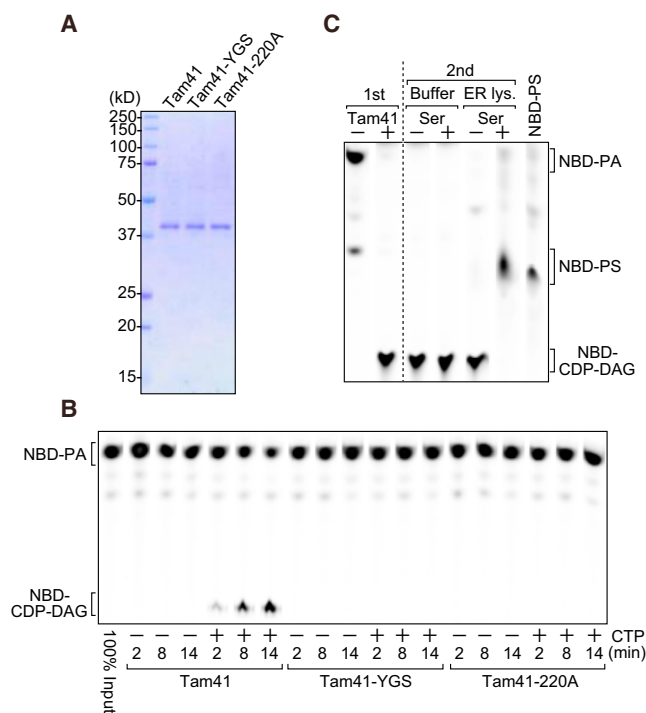 A
Tam41
Tam41-YGS
Tam41-220A
(kD)
250
150
100
75
50
37
25
20
15
C
1st
2nd
Buffer ER lys.
Tam41 Ser Ser
− + − + − +
NBD-PS
NBD-PA
NBD-PS
NBD-
CDP-DAG
B
NBD-PA
NBD-
CDP-DAG
100% Input
− − − + + + − − − + + + − − − + + + CTP
2 8 14 2 8 14 2 8 14 2 8 14 2 8 14 2 8 14 (min)
Tam41 Tam41-YGS Tam41-220A